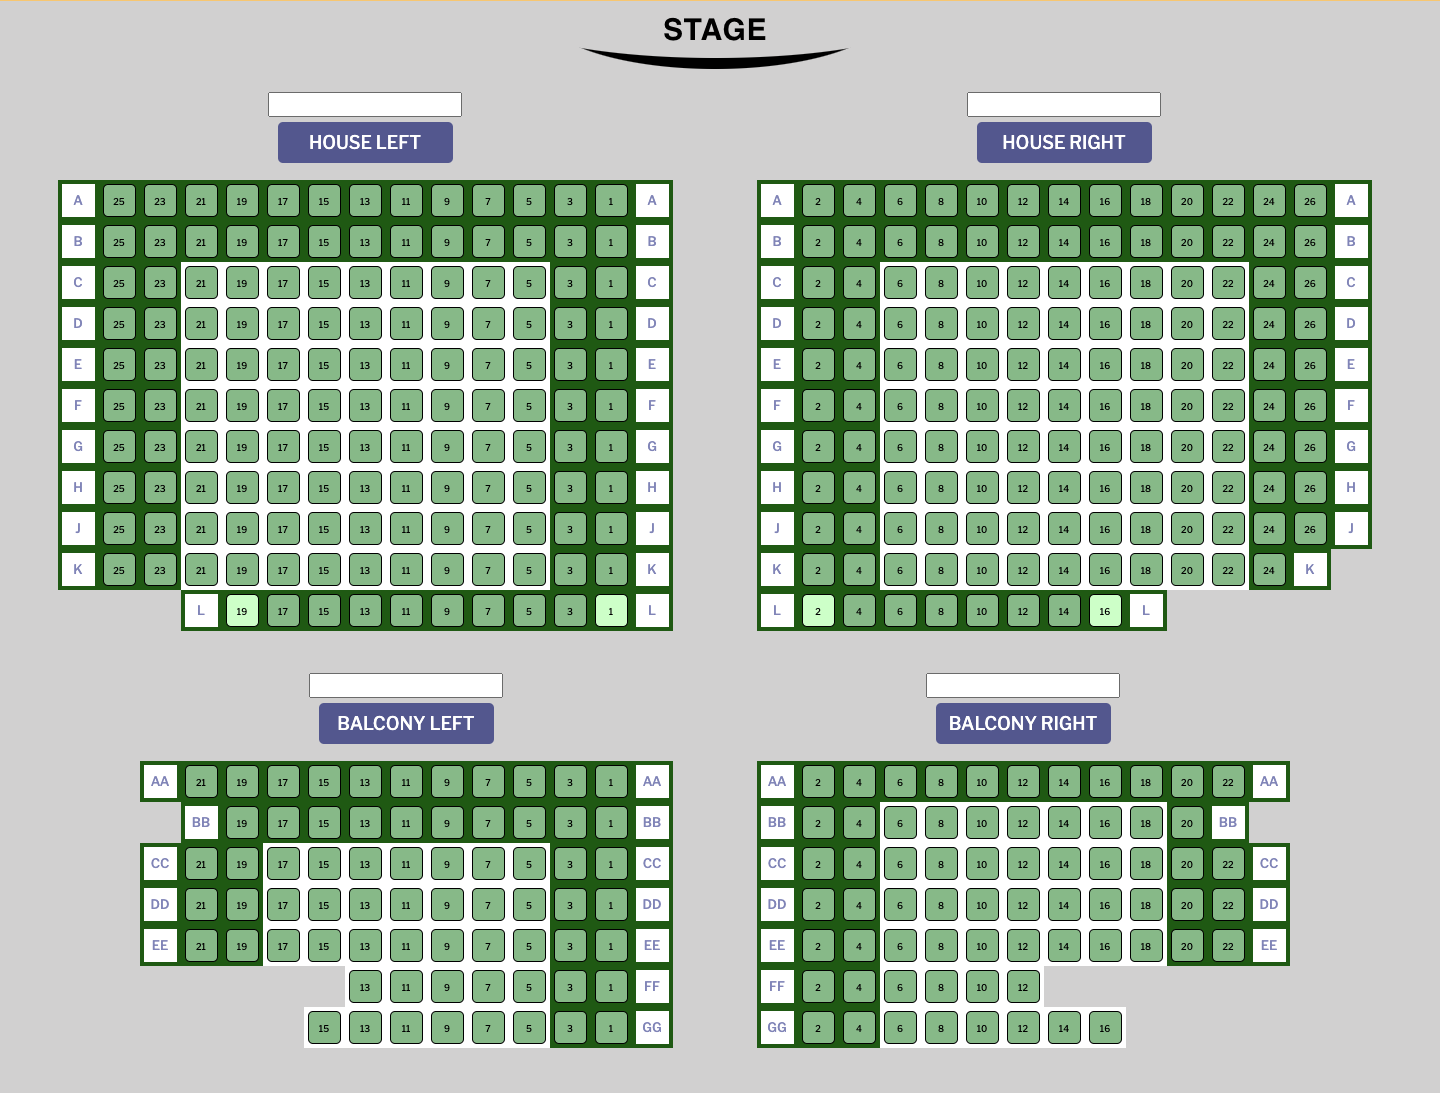 STAGE
HOUSE LEFT
HOUSE RIGHT
A 25 23 21 19 17 15 13 11 9 7 5 3 1 A A 2 4 6 8 10 12 14 16 18 20 22 24 26 A
B 25 23 21 19 17 15 13 11 9 7 5 3 1 B B 2 4 6 8 10 12 14 16 18 20 22 24 26 B
C 25 23 21 19 17 15 13 11 9 7 5 3 1 C C 2 4 6 8 10 12 14 16 18 20 22 24 26 C
D 25 23 21 19 17 15 13 11 9 7 5 3 1 D D 2 4 6 8 10 12 14 16 18 20 22 24 26 D
E 25 23 21 19 17 15 13 11 9 7 5 3 1 E E 2 4 6 8 10 12 14 16 18 20 22 24 26 E
F 25 23 21 19 17 15 13 11 9 7 5 3 1 F F 2 4 6 8 10 12 14 16 18 20 22 24 26 F
G 25 23 21 19 17 15 13 11 9 7 5 3 1 G G 2 4 6 8 10 12 14 16 18 20 22 24 26 G
H 25 23 21 19 17 15 13 11 9 7 5 3 1 H H 2 4 6 8 10 12 14 16 18 20 22 24 26 H
J 25 23 21 19 17 15 13 11 9 7 5 3 1 J J 2 4 6 8 10 12 14 16 18 20 22 24 26 J
K 25 23 21 19 17 15 13 11 9 7 5 3 1 K K 2 4 6 8 10 12 14 16 18 20 22 24 K
L 19 17 15 13 11 9 7 5 3 1 L L 2 4 6 8 10 12 14 16 L
BALCONY LEFT
BALCONY RIGHT
AA 21 19 17 15 13 11 9 7 5 3 1 AA AA 2 4 6 8 10 12 14 16 18 20 22 AA
BB 19 17 15 13 11 9 7 5 3 1 BB BB 2 4 6 8 10 12 14 16 18 20 BB
CC 21 19 17 15 13 11 9 7 5 3 1 CC CC 2 4 6 8 10 12 14 16 18 20 22 CC
DD 21 19 17 15 13 11 9 7 5 3 1 DD DD 2 4 6 8 10 12 14 16 18 20 22 DD
EE 21 19 17 15 13 11 9 7 5 3 1 EE EE 2 4 6 8 10 12 14 16 18 20 22 EE
13 11 9 7 5 3 1 FF FF 2 4 6 8 10 12
15 13 11 9 7 5 3 1 GG GG 2 4 6 8 10 12 14 16